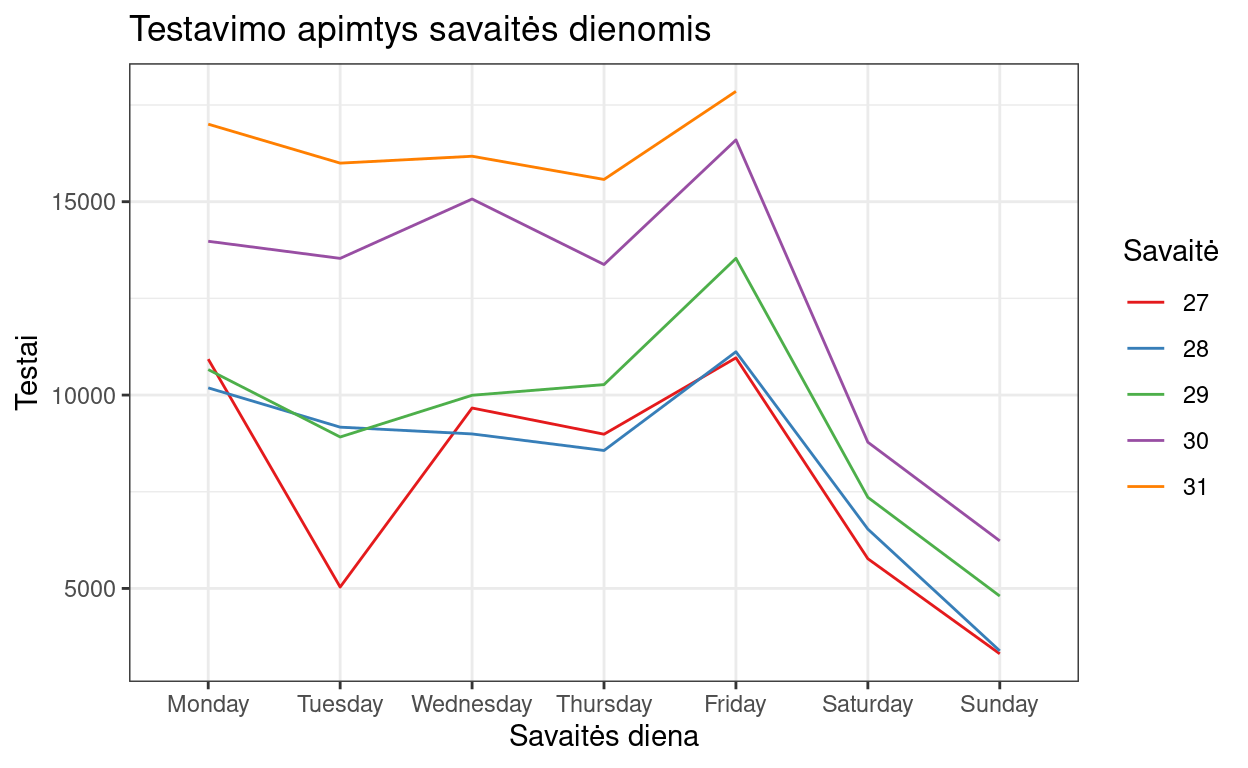 Testavimo apimtys savaitės dienomis
Testai
15000
10000
5000
Monday Tuesday Wednesday Thursday Friday Saturday Sunday
Savaitės diena
Savaitė
27
28
29
30
31